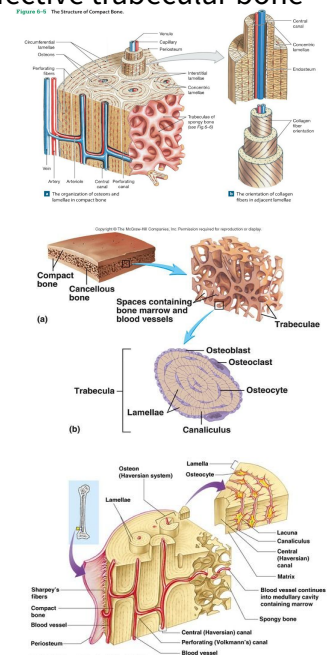 ective trabecular bone
Figure 6–6 The Structure of Compact Bone.
Venule
Capillary
Periosteum
Circumferential
lamellae
Osteons
Perforating
fibers
Interstitial
lamellae
Concentric
lamellae
Trabeculae of
spongy bone
(see Fig 6–8)
Vein
Artery
Arteriole
Central
canal
Perforating
canal
a The organization of osteons and
lamellae in compact bone
Central
canal
Concentric
lamellae
Endosteum
Collagen
fiber
orientation
b The orientation of collagen
fibers in adjacent lamellae
Copyright © The McGraw-Hill Companies, Inc. Permission required for reproduction or display.
Compact
bone
Cancellous
bone
Spaces containing
bone marrow and
blood vessels
Trabeculae
(a)
Osteoblast
Osteoclast
Trabecula
Osteocyte
Lamellae
Canaliculus
(b)
Osteon
(Haversian system)
Lamellae
Lamella
Osteocyte
Lacuna
Canaliculus
Central
(Haversian)
canal
Matrix
Blood vessel continues
into medullary cavity
containing marrow
Spongy bone
Sharpey's
fibers
Compact
bone
Blood vessel
Periosteum
Central (Haversian) canal
Perforating (Volkmann's) canal
Blood vessel